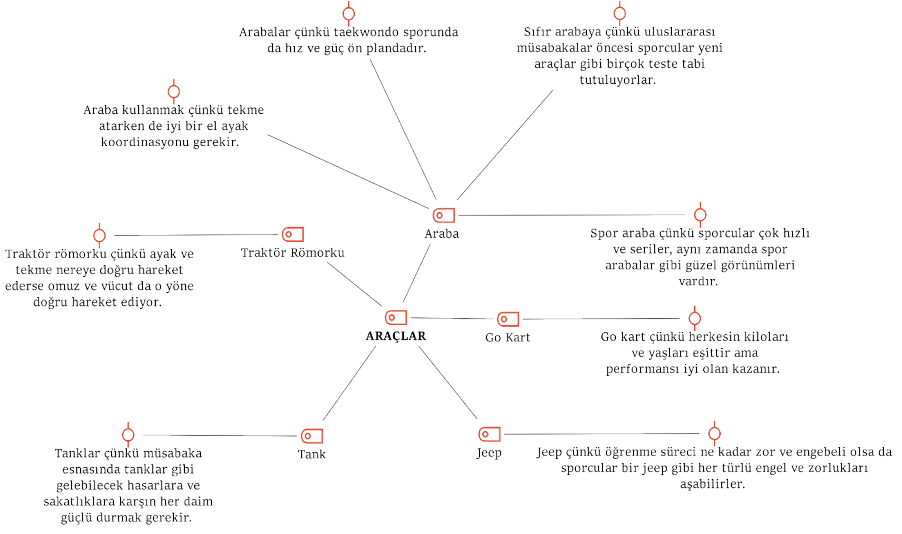 Arabalar çünkü taekwondo sporunda
da hız ve güç ön plandadır.
Sıfır arabaya çünkü uluslararası
müsabakalar öncesi sporcular yeni
araçlar gibi birçok teste tabi
tutuluyorlar.
Araba kullanmak çünkü tekme
atarken de iyi bir el ayak
koordinasyonu gerekir.
Araba
Spor araba çünkü sporcular çok hızlı
ve seriler, aynı zamanda spor
arabalar gibi güzel görünümleri
vardır.
Traktör Römorku
Traktör römorku çünkü ayak ve
tekme nereye doğru hareket
ederse omuz ve vücut da o yöne
doğru hareket ediyor.
ARAÇLAR
Go Kart
Go kart çünkü herkesin kiloları
ve yaşları eşittir ama
performansı iyi olan kazanır.
Tank
Tanklar çünkü müsabaka
esnasında tanklar gibi
gelebilecek hasarlara ve
sakatlıklara karşın her daim
güçlü durmak gerekir.
Jeep
Jeep çünkü öğrenme süreci ne kadar zor ve engebeli olsa da
sporcular bir jeep gibi her türlü engel ve zorlukları
aşabilirler.